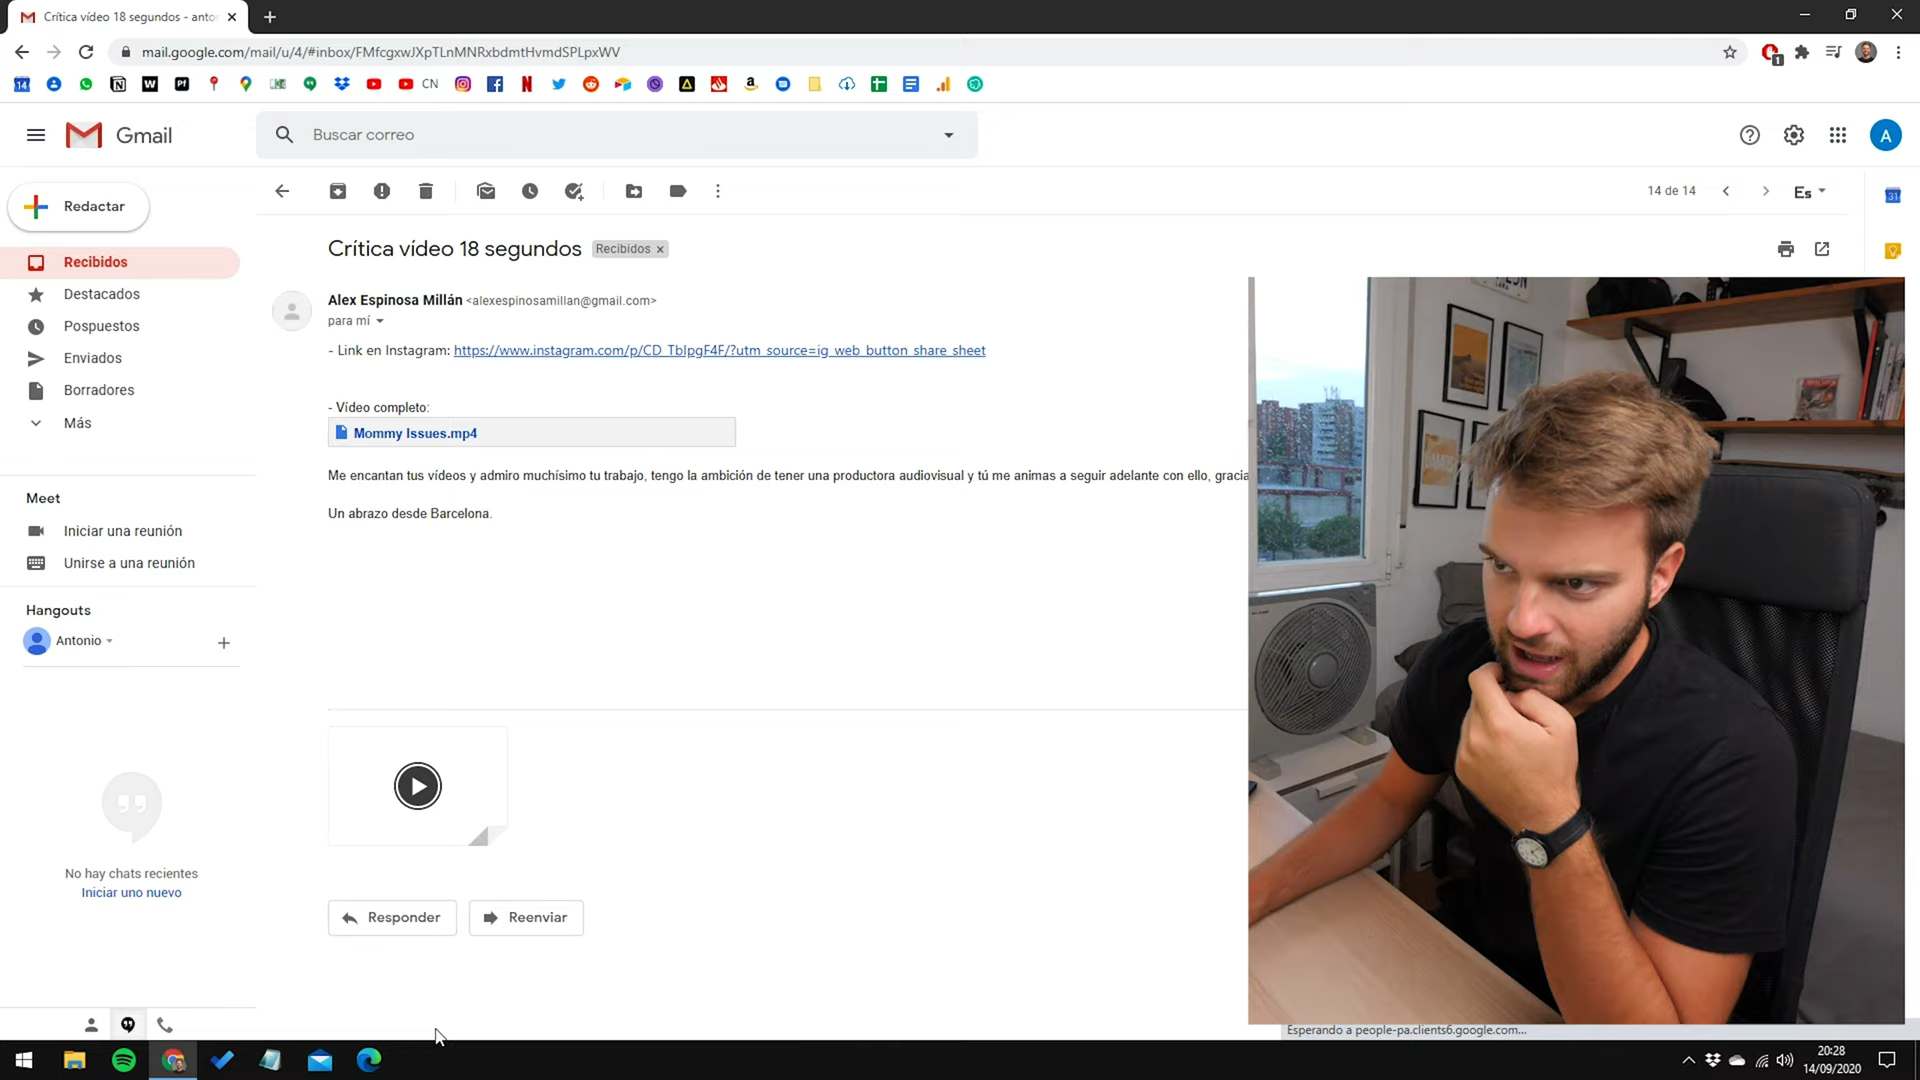 Crítica vídeo 18 segundos - anto
mail.google.com/mail/u/4/#inbox/FMfcgxwJXpTLnMNRxbdmtHvmdSPLpxWV
1
14
W
Pf
CN
Gmail
Buscar correo
A
Redactar
14 de 14
Es
31
Recibidos
Destacados
Pospuestos
Enviados
Borradores
Más
Crítica vídeo 18 segundos Recibidos x
Alex Espinosa Millán <alexespinosamillan@gmail.com>
para mí
- Link en Instagram: https://www.instagram.com/p/CD_TbIpgF4F/?utm_source=ig_web_button_share_sheet
- Vídeo completo:
Mommy Issues.mp4
Me encantan tus vídeos y admiro muchísimo tu trabajo, tengo la ambición de tener una productora audiovisual y tú me animas a seguir adelante con ello, gracia
Un abrazo desde Barcelona.
Meet
Iniciar una reunión
Unirse a una reunión
Hangouts
Antonio
No hay chats recientes
Iniciar uno nuevo
Responder
Reenviar
Esperando a people-pa.clients6.google.com...
20:28
14/09/2020